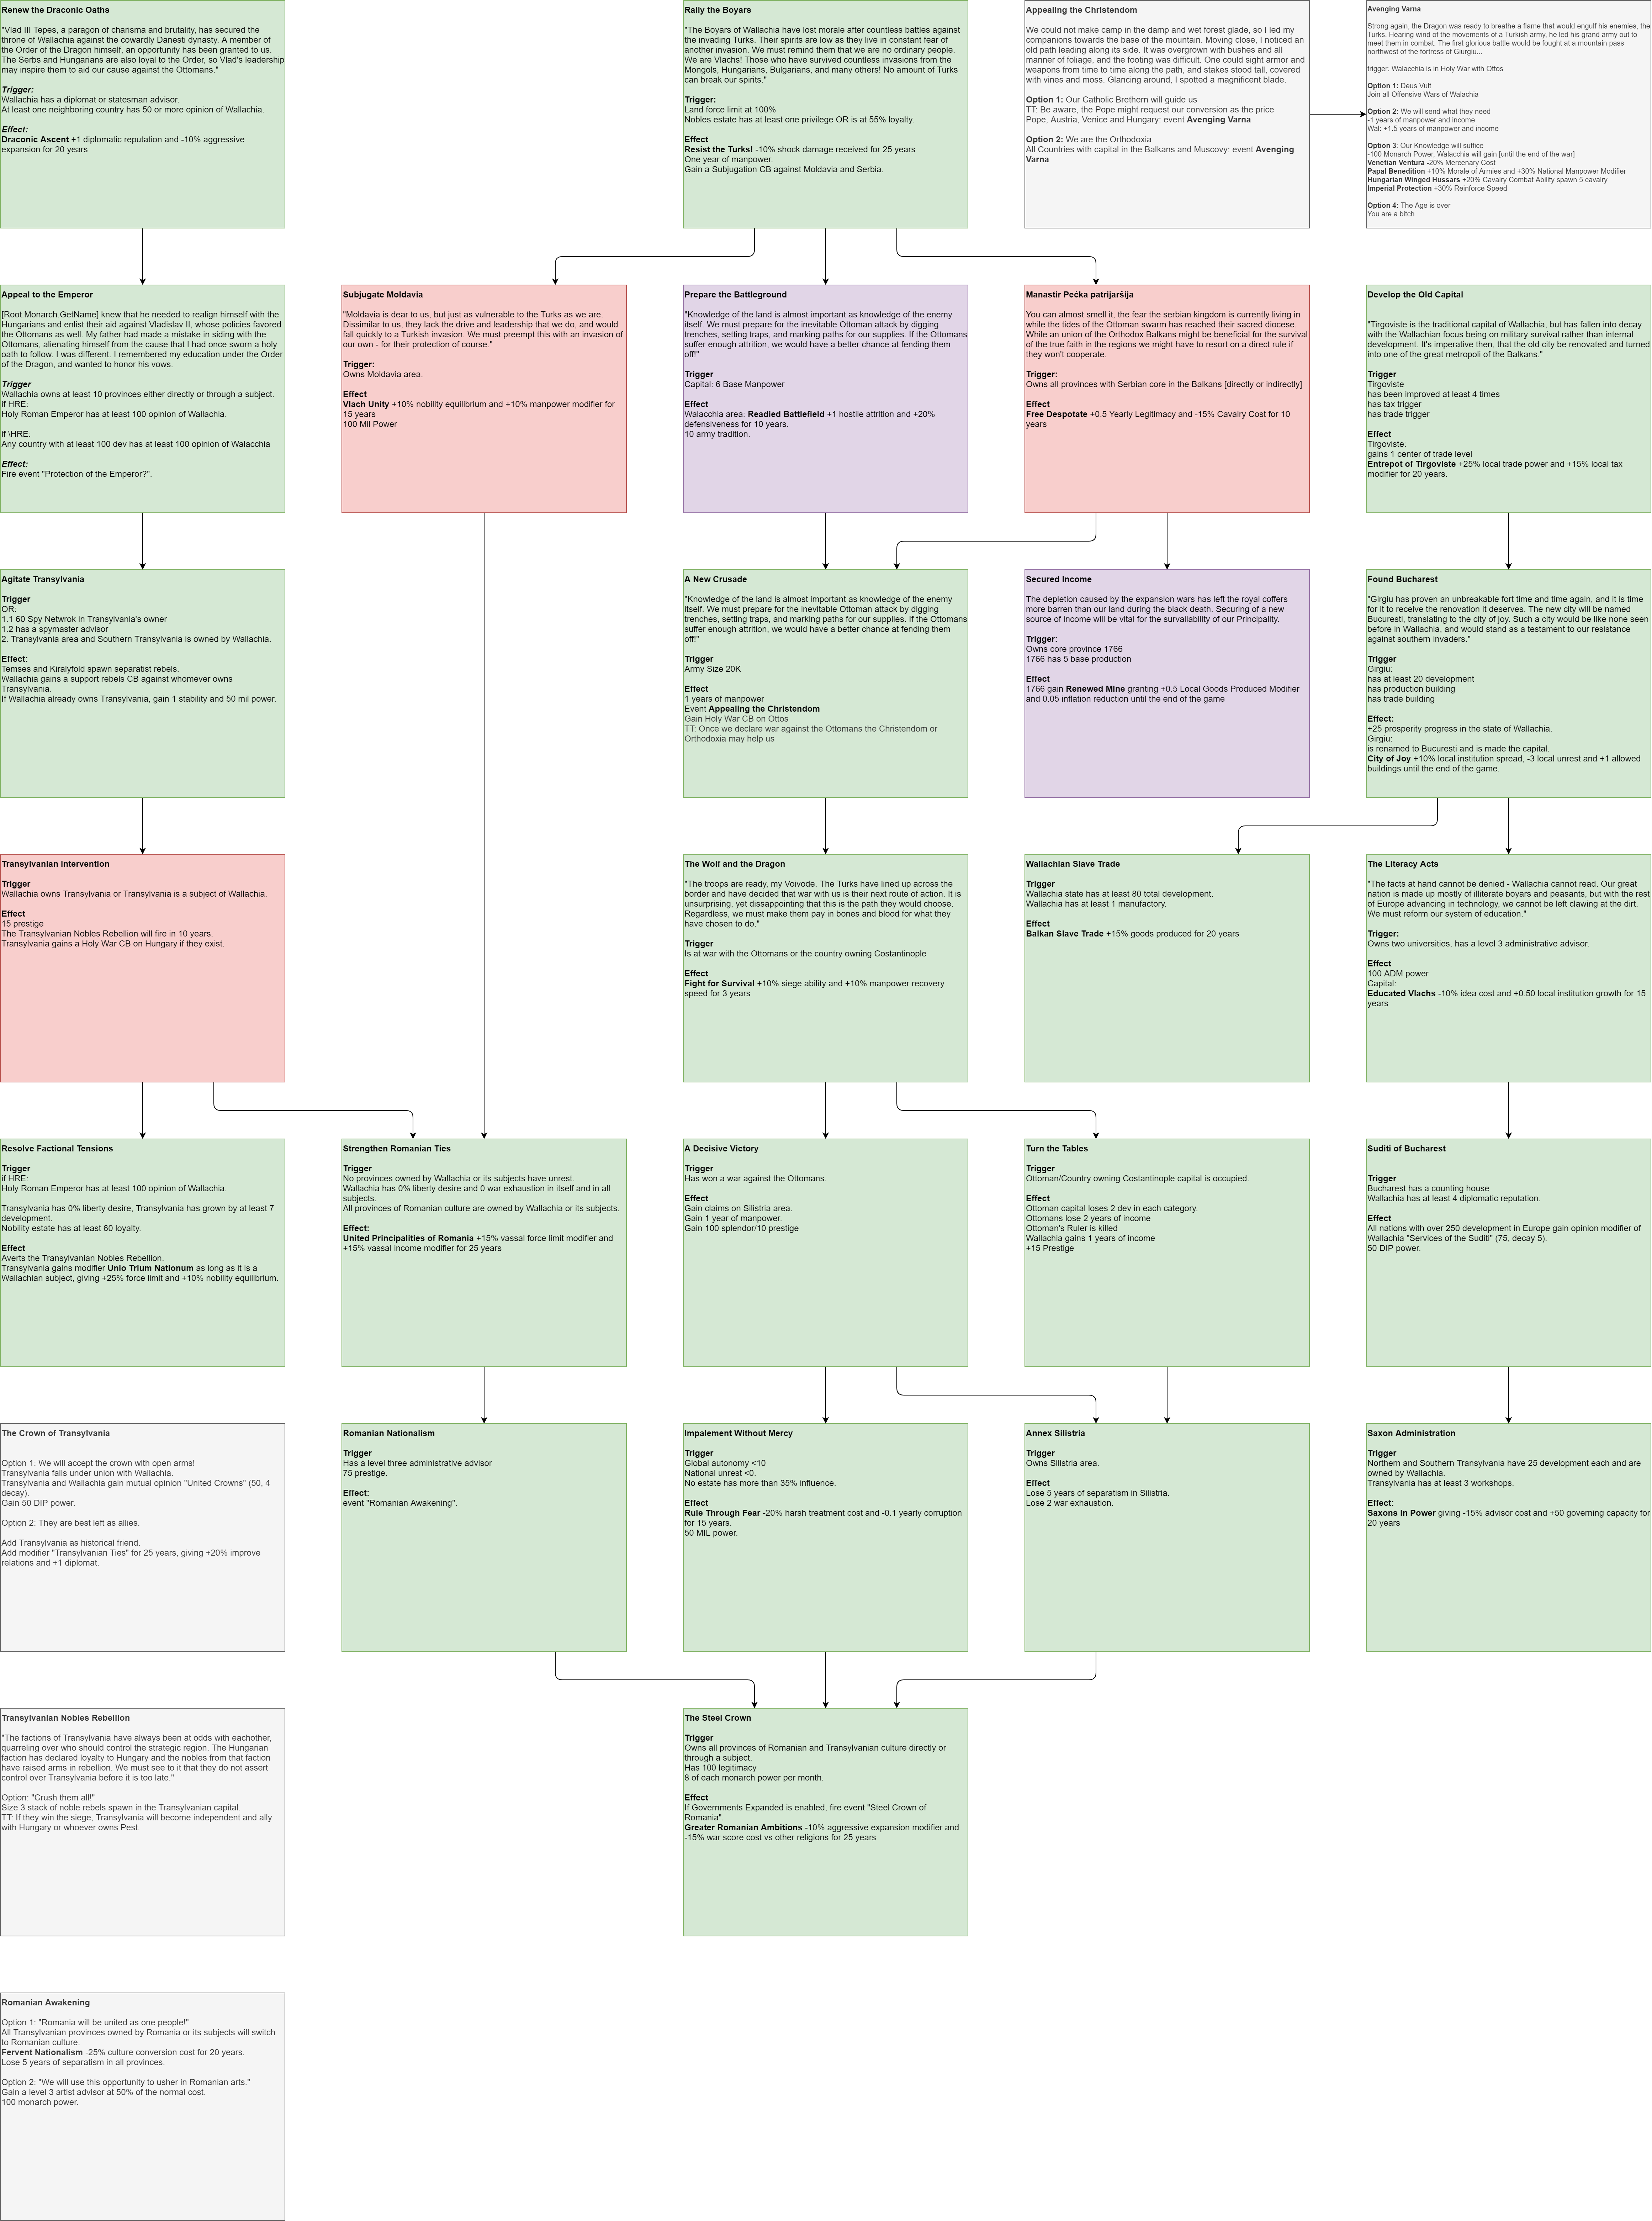 Renew the Draconic Oaths
"Vlad III Tepes, a paragon of charisma and brutality, has secured the
throne of Wallachia against the cowardly Danesti dynasty. A member of
the Order of the Dragon himself, an opportunity has been granted to us.
The Serbs and Hungarians are also loyal to the Order, so Vlad's leadership
may inspire them to aid our cause against the Ottomans."
Trigger:
Wallachia has a diplomat or statesman advisor.
At least one neighboring country has 50 or more opinion of Wallachia.
Effect:
Draconic Ascent +1 diplomatic reputation and -10% aggressive
expansion for 20 years
Rally the Boyars
"The Boyars of Wallachia have lost morale after countless battles against
the invading Turks. Their spirits are low as they live in constant fear of
another invasion. We must remind them that we are no ordinary people.
We are Vlachs! Those who have survived countless invasions from the
Mongols, Hungarians, Bulgarians, and many others! No amount of Turks
can break our spirits."
Trigger:
Land force limit at 100%
Nobles estate has at least one privilege OR is at 55% loyalty.
Effect
Resist the Turks! -10% shock damage received for 25 years
One year of manpower.
Gain a Subjugation CB against Moldavia and Serbia.
Appealing the Christendom
We could not make camp in the damp and wet forest glade, so I led my
companions towards the base of the mountain. Moving close, I noticed an
old path leading along its side. It was overgrown with bushes and all
manner of foliage, and the footing was difficult. One could sight armor and
weapons from time to time along the path, and stakes stood tall, covered
with vines and moss. Glancing around, I spotted a magnificent blade.
Option 1: Our Catholic Brethern will guide us
TT: Be aware, the Pope might request our conversion as the price
Pope, Austria, Venice and Hungary: event Avenging Varna
Option 2: We are the Orthodoxia
All Countries with capital in the Balkans and Muscovy: event Avenging
Varna
Avenging Varna
Strong again, the Dragon was ready to breathe a flame that would engulf his enemies, the
Turks. Hearing wind of the movements of a Turkish army, he led his grand army out to
meet them in combat. The first glorious battle would be fought at a mountain pass
northwest of the fortress of Giurgiu...
trigger: Walacchia is in Holy War with Ottos
Option 1: Deus Vult
Join all Offensive Wars of Walachia
Option 2: We will send what they need
-1 years of manpower and income
Wal: +1.5 years of manpower and income
Option 3: Our Knowledge will suffice
-100 Monarch Power, Walacchia will gain [until the end of the war]
Venetian Ventura -20% Mercenary Cost
Papal Benedition +10% Morale of Armies and +30% National Manpower Modifier
Hungarian Winged Hussars +20% Cavalry Combat Ability spawn 5 cavalry
Imperial Protection +30% Reinforce Speed
Option 4: The Age is over
You are a bitch
Appeal to the Emperor
[Root.Monarch.GetName] knew that he needed to realign himself with the
Hungarians and enlist their aid against Vladislav II, whose policies favored
the Ottomans as well. My father had made a mistake in siding with the
Ottomans, alienating himself from the cause that I had once sworn a holy
oath to follow. I was different. I remembered my education under the Order
of the Dragon, and wanted to honor his vows.
Trigger
Wallachia owns at least 10 provinces either directly or through a subject.
if HRE:
Holy Roman Emperor has at least 100 opinion of Wallachia.
if \HRE:
Any country with at least 100 dev has at least 100 opinion of Walacchia
Effect:
Fire event "Protection of the Emperor?".
Subjugate Moldavia
"Moldavia is dear to us, but just as vulnerable to the Turks as we are.
Dissimilar to us, they lack the drive and leadership that we do, and would
fall quickly to a Turkish invasion. We must preempt this with an invasion of
our own - for their protection of course."
Trigger:
Owns Moldavia area.
Effect
Vlach Unity +10% nobility equilibrium and +10% manpower modifier for
15 years
100 Mil Power
Prepare the Battleground
"Knowledge of the land is almost important as knowledge of the enemy
itself. We must prepare for the inevitable Ottoman attack by digging
trenches, setting traps, and marking paths for our supplies. If the Ottomans
suffer enough attrition, we would have a better chance at fending them
off!"
Trigger
Capital: 6 Base Manpower
Effect
Walacchia area: Readied Battlefield +1 hostile attrition and +20%
defensiveness for 10 years.
10 army tradition.
Manastir Pećka patrijaršija
You can almost smell it, the fear the serbian kingdom is currently living in
while the tides of the Ottoman swarm has reached their sacred diocese.
While an union of the Orthodox Balkans might be beneficial for the survival
of the true faith in the regions we might have to resort on a direct rule if
they won't cooperate.
Trigger:
Owns all provinces with Serbian core in the Balkans [directly or indirectly]
Effect
Free Despotate +0.5 Yearly Legitimacy and -15% Cavalry Cost for 10
years
Develop the Old Capital
"Tirgoviste is the traditional capital of Wallachia, but has fallen into decay
with the Wallachian focus being on military survival rather than internal
development. It's imperative then, that the old city be renovated and turned
into one of the great metropoli of the Balkans."
Trigger
Tirgoviste
has been improved at least 4 times
has tax trigger
has trade trigger
Effect
Tirgoviste:
gains 1 center of trade level
Entrepot of Tirgoviste +25% local trade power and +15% local tax
modifier for 20 years.
Agitate Transylvania
Trigger
OR:
1.1 60 Spy Netwrok in Transylvania's owner
1.2 has a spymaster advisor
2. Transylvania area and Southern Transylvania is owned by Wallachia.
Effect:
Temses and Kiralyfold spawn separatist rebels.
Wallachia gains a support rebels CB against whomever owns
Transylvania.
If Wallachia already owns Transylvania, gain 1 stability and 50 mil power.
A New Crusade
"Knowledge of the land is almost important as knowledge of the enemy
itself. We must prepare for the inevitable Ottoman attack by digging
trenches, setting traps, and marking paths for our supplies. If the Ottomans
suffer enough attrition, we would have a better chance at fending them
off!"
Trigger
Army Size 20K
Effect
1 years of manpower
Event Appealing the Christendom
Gain Holy War CB on Ottos
TT: Once we declare war against the Ottomans the Christendom or
Orthodoxia may help us
Secured Income
The depletion caused by the expansion wars has left the royal coffers
more barren than our land during the black death. Securing of a new
source of income will be vital for the survailability of our Principality.
Trigger:
Owns core province 1766
1766 has 5 base production
Effect
1766 gain Renewed Mine granting +0.5 Local Goods Produced Modifier
and 0.05 inflation reduction until the end of the game
Found Bucharest
"Girgiu has proven an unbreakable fort time and time again, and it is time
for it to receive the renovation it deserves. The new city will be named
Bucuresti, translating to the city of joy. Such a city would be like none seen
before in Wallachia, and would stand as a testament to our resistance
against southern invaders."
Trigger
Girgiu:
has at least 20 development
has production building
has trade building
Effect:
+25 prosperity progress in the state of Wallachia.
Girgiu:
is renamed to Bucuresti and is made the capital.
City of Joy +10% local institution spread, -3 local unrest and +1 allowed
buildings until the end of the game.
Transylvanian Intervention
Trigger
Wallachia owns Transylvania or Transylvania is a subject of Wallachia.
Effect
15 prestige
The Transylvanian Nobles Rebellion will fire in 10 years.
Transylvania gains a Holy War CB on Hungary if they exist.
The Wolf and the Dragon
"The troops are ready, my Voivode. The Turks have lined up across the
border and have decided that war with us is their next route of action. It is
unsurprising, yet dissappointing that this is the path they would choose.
Regardless, we must make them pay in bones and blood for what they
have chosen to do."
Trigger
Is at war with the Ottomans or the country owning Costantinople
Effect
Fight for Survival +10% siege ability and +10% manpower recovery
speed for 3 years
Wallachian Slave Trade
Trigger
Wallachia state has at least 80 total development.
Wallachia has at least 1 manufactory.
Effect
Balkan Slave Trade +15% goods produced for 20 years
The Literacy Acts
"The facts at hand cannot be denied - Wallachia cannot read. Our great
nation is made up mostly of illiterate boyars and peasants, but with the rest
of Europe advancing in technology, we cannot be left clawing at the dirt.
We must reform our system of education."
Trigger:
Owns two universities, has a level 3 administrative advisor.
Effect
100 ADM power
Capital:
Educated Vlachs -10% idea cost and +0.50 local institution growth for 15
years
Resolve Factional Tensions
Trigger
if HRE:
Holy Roman Emperor has at least 100 opinion of Wallachia.
Transylvania has 0% liberty desire, Transylvania has grown by at least 7
development.
Nobility estate has at least 60 loyalty.
Effect
Averts the Transylvanian Nobles Rebellion.
Transylvania gains modifier Unio Trium Nationum as long as it is a
Wallachian subject, giving +25% force limit and +10% nobility equilibrium.
Strengthen Romanian Ties
Trigger
No provinces owned by Wallachia or its subjects have unrest.
Wallachia has 0% liberty desire and 0 war exhaustion in itself and in all
subjects.
All provinces of Romanian culture are owned by Wallachia or its subjects.
Effect:
United Principalities of Romania +15% vassal force limit modifier and
+15% vassal income modifier for 25 years
A Decisive Victory
Trigger
Has won a war against the Ottomans.
Effect
Gain claims on Silistria area.
Gain 1 year of manpower.
Gain 100 splendor/10 prestige
Turn the Tables
Trigger
Ottoman/Country owning Costantinople capital is occupied.
Effect
Ottoman capital loses 2 dev in each category.
Ottomans lose 2 years of income
Ottoman's Ruler is killed
Wallachia gains 1 years of income
+15 Prestige
Suditi of Bucharest
Trigger
Bucharest has a counting house
Wallachia has at least 4 diplomatic reputation.
Effect
All nations with over 250 development in Europe gain opinion modifier of
Wallachia "Services of the Suditi" (75, decay 5).
50 DIP power.
The Crown of Transylvania
Option 1: We will accept the crown with open arms!
Transylvania falls under union with Wallachia.
Transylvania and Wallachia gain mutual opinion "United Crowns" (50, 4
decay).
Gain 50 DIP power.
Option 2: They are best left as allies.
Add Transylvania as historical friend.
Add modifier "Transylvanian Ties" for 25 years, giving +20% improve
relations and +1 diplomat.
Romanian Nationalism
Trigger
Has a level three administrative advisor
75 prestige.
Effect:
event "Romanian Awakening".
Impalement Without Mercy
Trigger
Global autonomy <10
National unrest <0.
No estate has more than 35% influence.
Effect
Rule Through Fear -20% harsh treatment cost and -0.1 yearly corruption
for 15 years.
50 MIL power.
Annex Silistria
Trigger
Owns Silistria area.
Effect
Lose 5 years of separatism in Silistria.
Lose 2 war exhaustion.
Saxon Administration
Trigger
Northern and Southern Transylvania have 25 development each and are
owned by Wallachia.
Transylvania has at least 3 workshops.
Effect:
Saxons in Power giving -15% advisor cost and +50 governing capacity for
20 years
Transylvanian Nobles Rebellion
"The factions of Transylvania have always been at odds with eachother,
quarreling over who should control the strategic region. The Hungarian
faction has declared loyalty to Hungary and the nobles from that faction
have raised arms in rebellion. We must see to it that they do not assert
control over Transylvania before it is too late."
Option: "Crush them all!"
Size 3 stack of noble rebels spawn in the Transylvanian capital.
TT: If they win the siege, Transylvania will become independent and ally
with Hungary or whoever owns Pest.
The Steel Crown
Trigger
Owns all provinces of Romanian and Transylvanian culture directly or
through a subject.
Has 100 legitimacy
8 of each monarch power per month.
Effect
If Governments Expanded is enabled, fire event "Steel Crown of
Romania".
Greater Romanian Ambitions -10% aggressive expansion modifier and
-15% war score cost vs other religions for 25 years
Romanian Awakening
Option 1: "Romania will be united as one people!"
All Transylvanian provinces owned by Romania or its subjects will switch
to Romanian culture.
Fervent Nationalism -25% culture conversion cost for 20 years.
Lose 5 years of separatism in all provinces.
Option 2: "We will use this opportunity to usher in Romanian arts."
Gain a level 3 artist advisor at 50% of the normal cost.
100 monarch power.